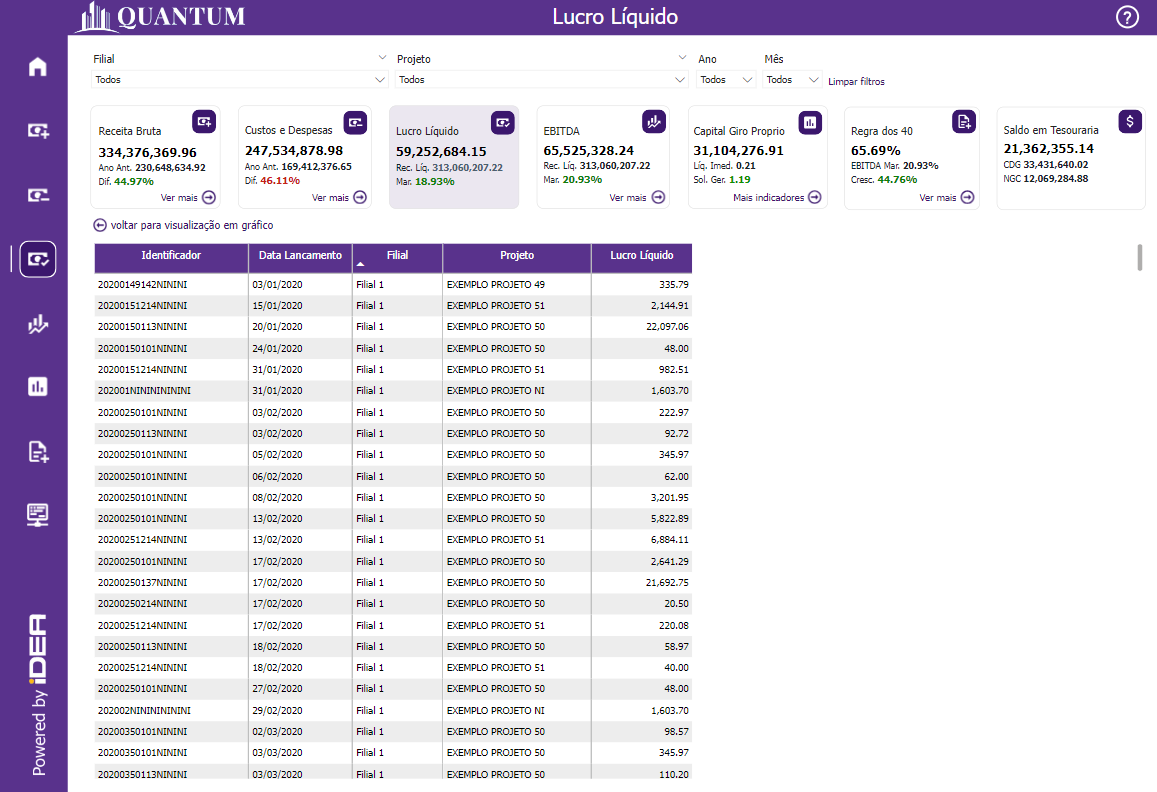 QUANTUM
Lucro Líquido
?
Filial
Projeto
Ano
Mês
Todos
Todos
Todos
Todos
Limpar filtros
Receita Bruta
334,376,369.96
Ano Ant. 230,648,634.92
Dif. 44.97%
Ver mais
Custos e Despesas
247,534,878.98
Ano Ant. 169,412,376.65
Dif. 46.11%
Ver mais
Lucro Líquido
59,252,684.15
Rec. Líq. 313,060,207.22
Mar. 18.93%
EBITDA
65,525,328.24
Rec. Líq. 313,060,207.22
Mar. 20.93%
Ver mais
Capital Giro Proprio
31,104,276.91
Líq. Imed. 0.21
Sol. Ger. 1.19
Mais indicadores
Regra dos 40
65.69%
EBITDA Mar. 20.93%
Cresc. 44.76%
Ver mais
$
Saldo em Tesouraria
21,362,355.14
CDG 33,431,640.02
NGC 12,069,284.88
voltar para visualização em gráfico
Identificador Data Lancamento Filial Projeto Lucro Líquido
20200149142NININI 03/01/2020 Filial 1 EXEMPLO PROJETO 49 335.79
20200151214NININI 15/01/2020 Filial 1 EXEMPLO PROJETO 51 2,144.91
20200150113NININI 20/01/2020 Filial 1 EXEMPLO PROJETO 50 22,097.06
20200150101NININI 24/01/2020 Filial 1 EXEMPLO PROJETO 50 48.00
20200151214NININI 31/01/2020 Filial 1 EXEMPLO PROJETO 51 982.51
202001NINININININI 31/01/2020 Filial 1 EXEMPLO PROJETO NI 1,603.70
20200250101NININI 03/02/2020 Filial 1 EXEMPLO PROJETO 50 222.97
20200250113NININI 03/02/2020 Filial 1 EXEMPLO PROJETO 50 92.72
20200250101NININI 05/02/2020 Filial 1 EXEMPLO PROJETO 50 345.97
20200250101NININI 06/02/2020 Filial 1 EXEMPLO PROJETO 50 62.00
20200250101NININI 08/02/2020 Filial 1 EXEMPLO PROJETO 50 3,201.95
20200250101NININI 13/02/2020 Filial 1 EXEMPLO PROJETO 50 5,822.89
20200251214NININI 13/02/2020 Filial 1 EXEMPLO PROJETO 51 6,884.11
20200250101NININI 17/02/2020 Filial 1 EXEMPLO PROJETO 50 2,641.29
20200250137NININI 17/02/2020 Filial 1 EXEMPLO PROJETO 50 21,692.75
20200250214NININI 17/02/2020 Filial 1 EXEMPLO PROJETO 50 20.50
20200251214NININI 17/02/2020 Filial 1 EXEMPLO PROJETO 51 220.08
20200250113NININI 18/02/2020 Filial 1 EXEMPLO PROJETO 50 58.97
20200251214NININI 18/02/2020 Filial 1 EXEMPLO PROJETO 51 40.00
20200250101NININI 27/02/2020 Filial 1 EXEMPLO PROJETO 50 48.00
202002NINININININI 29/02/2020 Filial 1 EXEMPLO PROJETO NI 1,603.70
20200350101NININI 02/03/2020 Filial 1 EXEMPLO PROJETO 50 98.57
20200350101NININI 03/03/2020 Filial 1 EXEMPLO PROJETO 50 345.97
20200350113NININI 03/03/2020 Filial 1 EXEMPLO PROJETO 50 110.20
Powered by iDEA